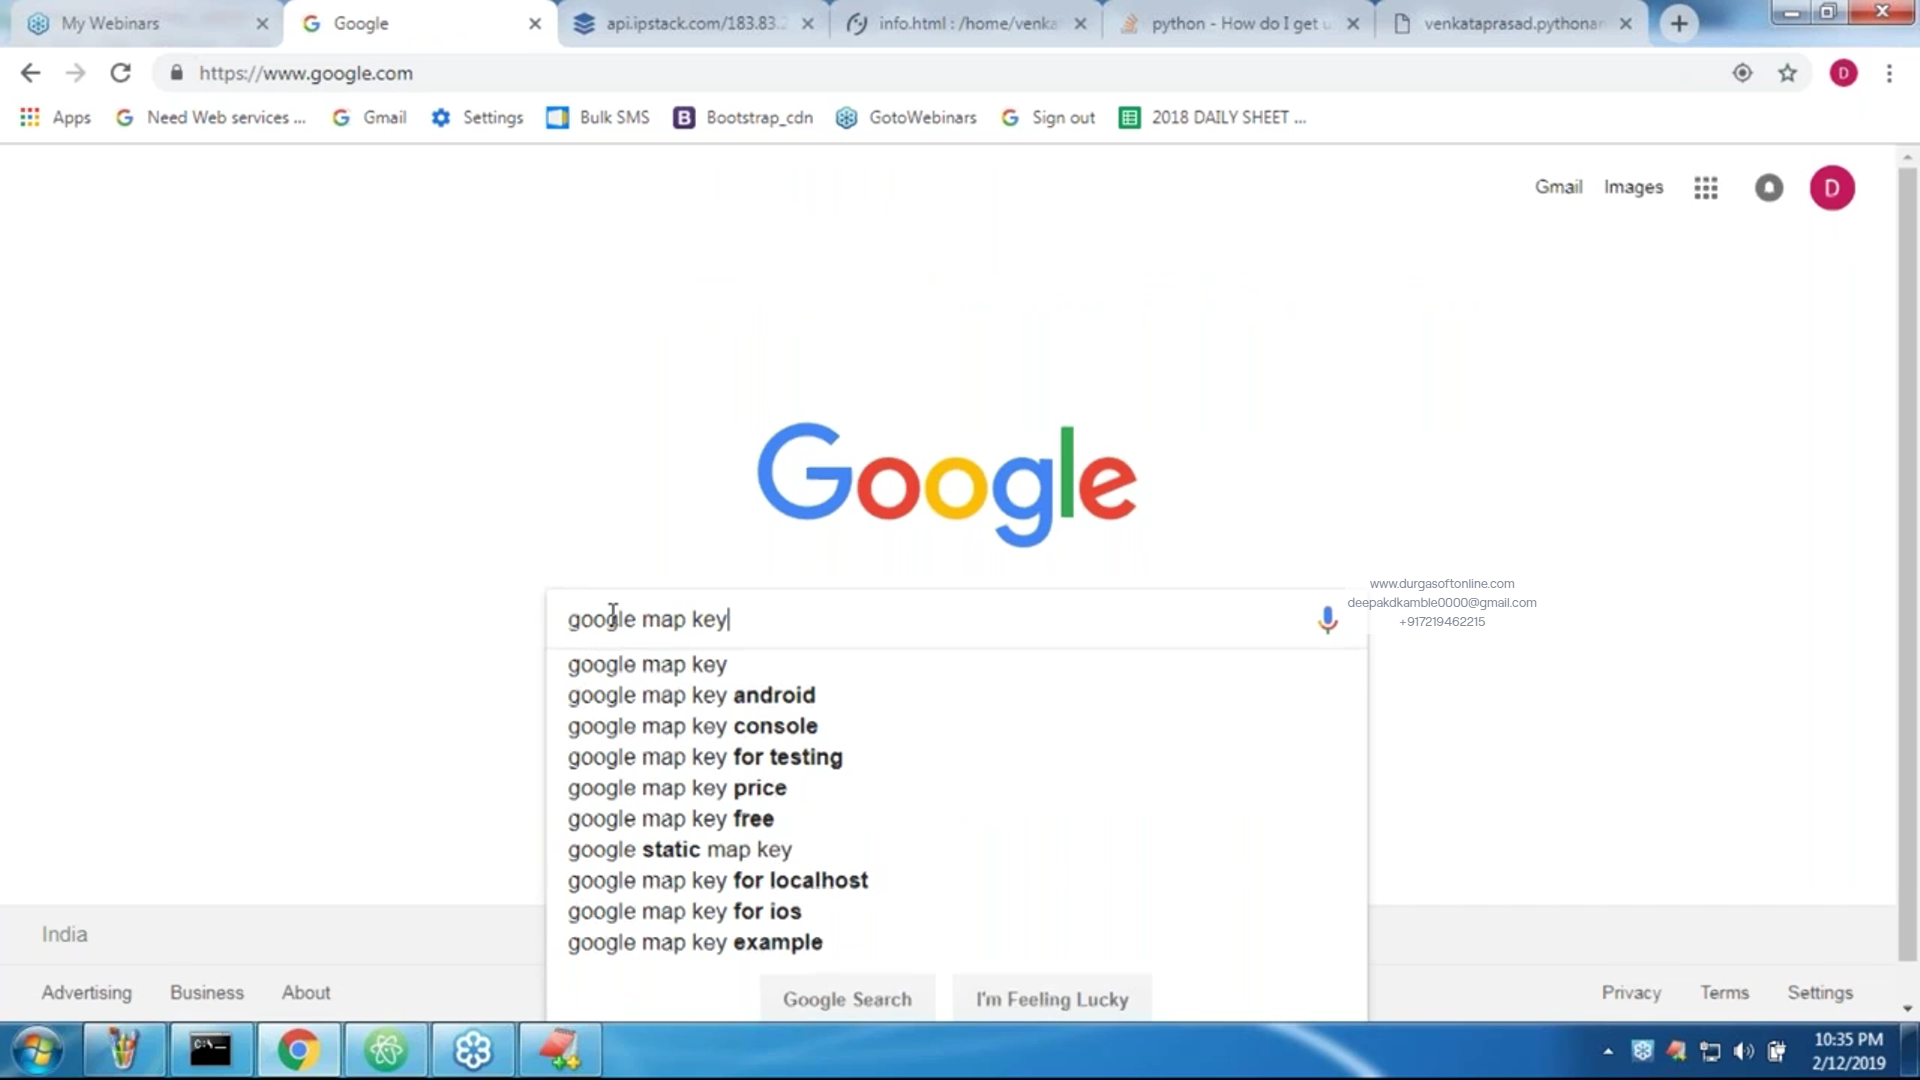 My Webinars
Google
api.ipstack.com/183.83.
info.html : /home/venka
python - How do I get u
venkataprasad.pythonan
https://www.google.com
D
Apps
Need Web services ...
Gmail
Settings
Bulk SMS
B
Bootstrap_cdn
GotoWebinars
Sign out
2018 DAILY SHEET ...
Gmail
Images
D
Google
www.durgasoftonline.com
deepakdkamble0000@gmail.com
+917219462215
google map key
google map key
google map key android
google map key console
google map key for testing
google map key price
google map key free
google static map key
google map key for localhost
google map key for ios
google map key example
India
Google Search
I'm Feeling Lucky
Advertising
Business
About
Privacy
Terms
Settings
C:\_
10:35 PM
2/12/2019